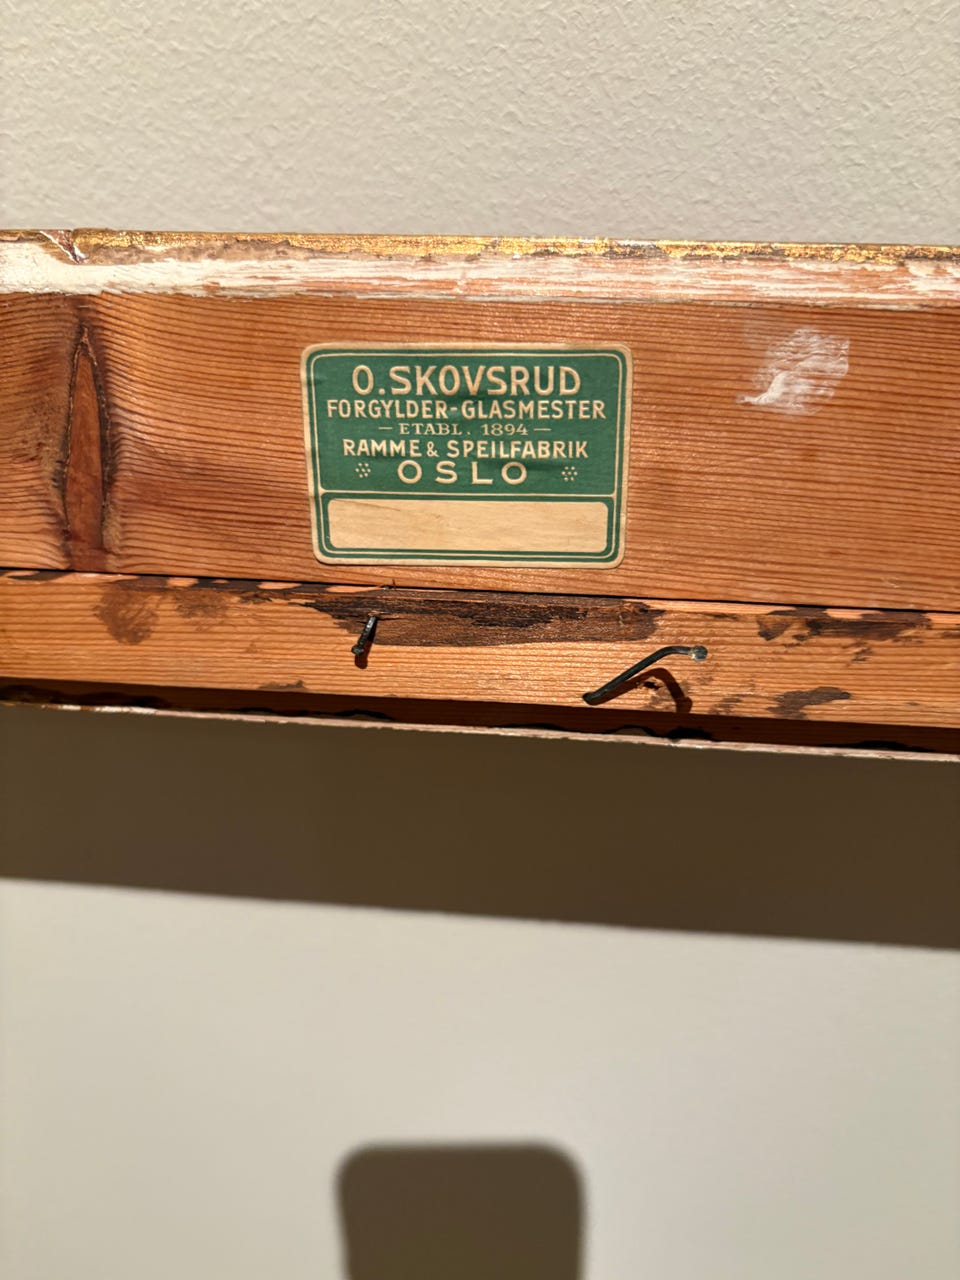 O.SKOVSRUD
FORGYLDER-GLASMESTER
— ETABL. 1894 —
RAMME & SPEILFABRIK
OSLO